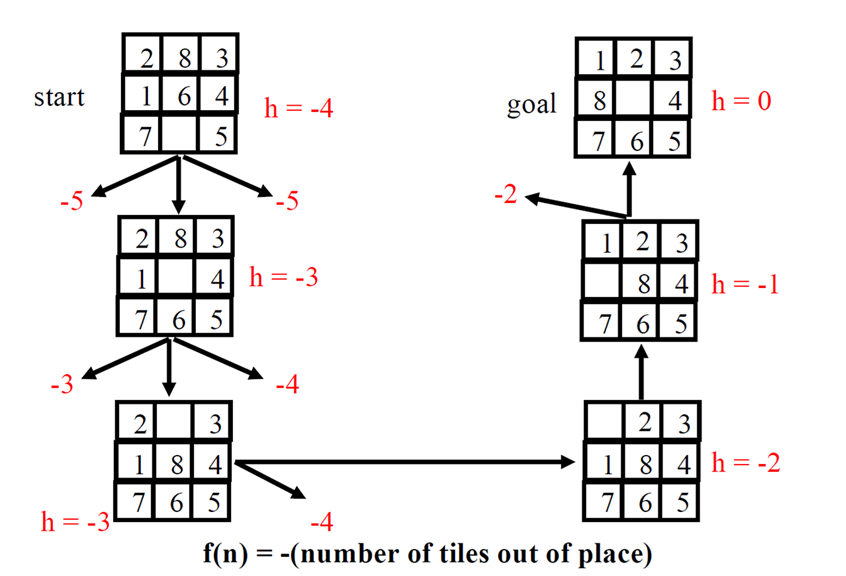 2 8 3
start 1 6 4 h = -4
7 5
-5 -5
2 8 3
1 4 h = -3
7 6 5
-3 -4
2 3
1 8 4
7 6 5
h = -3
-4
1 2 3
goal 8 4 h = 0
7 6 5
-2
1 2 3
8 4 h = -1
7 6 5
2 3
1 8 4 h = -2
7 6 5
f(n) = -(number of tiles out of place)